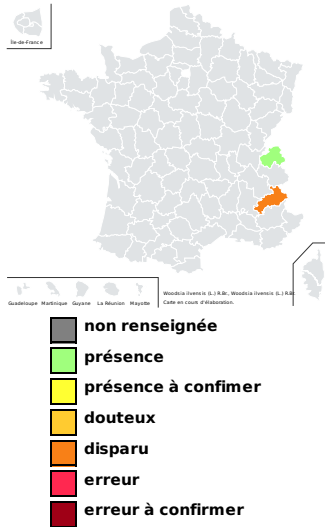 Île-de-France
Guadeloupe Martinique Guyane La Réunion Mayotte
Woodsia ilvensis (L.) R.Br., Woodsia ilvensis (L.) R.Br.
Carte en cours d'élaboration.
non renseignée
présence
présence à confimer
douteux
disparu
erreur
erreur à confirmer